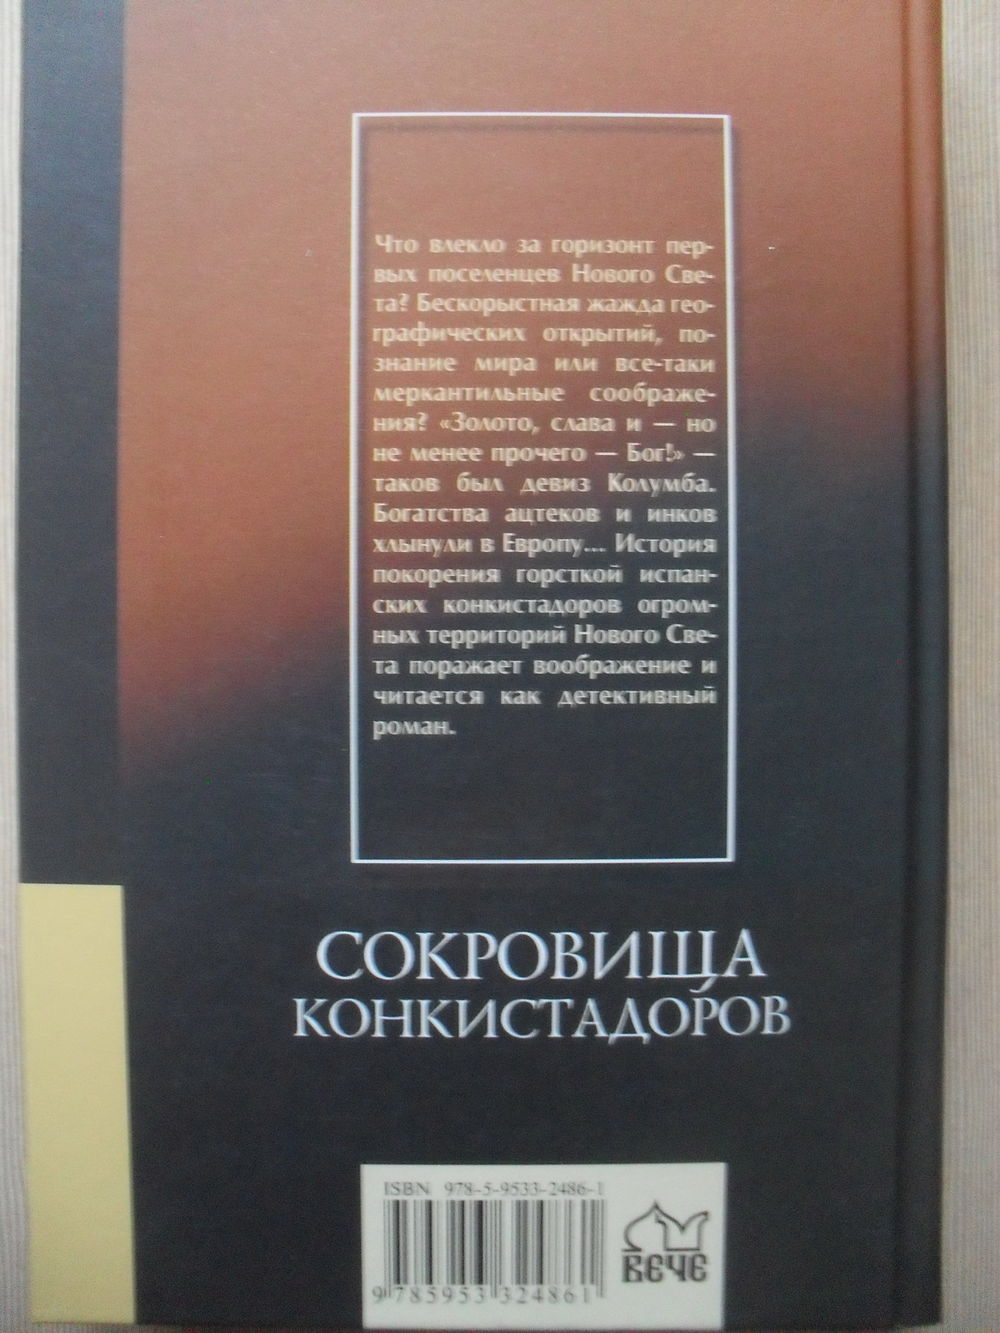 Что влекло за горизонт пер-
вых поселенцев Нового Све-
та? Бескорыстная жажда гео-
графических открытий, по-
знание мира или все-таки
меркантильные соображе-
ния? «Золото, слава и — но
не менее прочего — Бог!» —
таков был девиз Колумба.
Богатства ацтеков и инков
хлынули в Европу... История
покорения горсткой испан-
ских конкистадоров огром-
ных территорий Нового Све-
та поражает воображение и
читается как детективный
роман.
СОКРОВИЩА
КОНКИСТАДОРОВ
ISBN 978-5-9533-2486-1
9 785953 324861
ВЕЧЕ